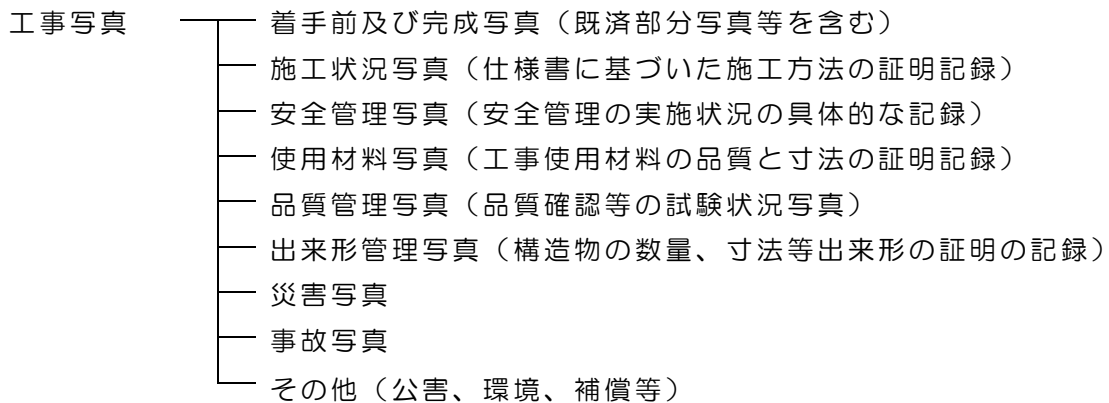 工事写真 着手前及び完成写真（既済部分写真等を含む）
施工状況写真（仕様書に基づいた施工方法の証明記録）
安全管理写真（安全管理の実施状況の具体的な記録）
使用材料写真（工事使用材料の品質と寸法の証明記録）
品質管理写真（品質確認等の試験状況写真）
出来形管理写真（構造物の数量、寸法等出来形の証明の記録）
災害写真
事故写真
その他（公害、環境、補償等）